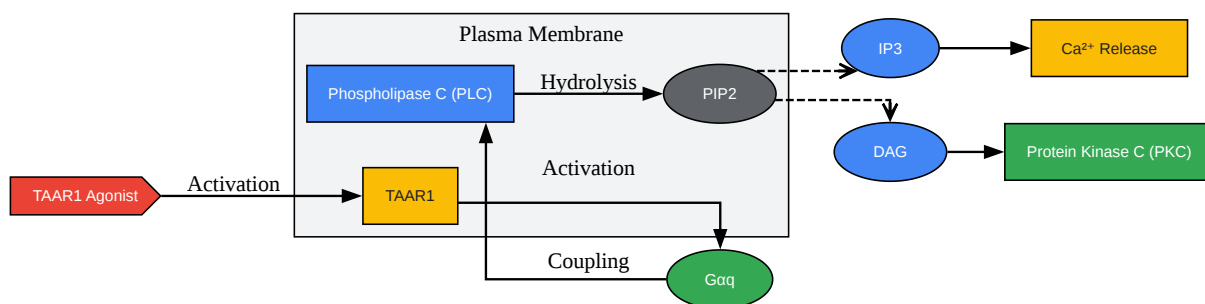 Plasma Membrane
IP3
Ca²⁺ Release
Phospholipase C (PLC)
Hydrolysis
PIP2
DAG
Protein Kinase C (PKC)
TAAR1 Agonist
Activation
TAAR1
Activation
Coupling
Gαq